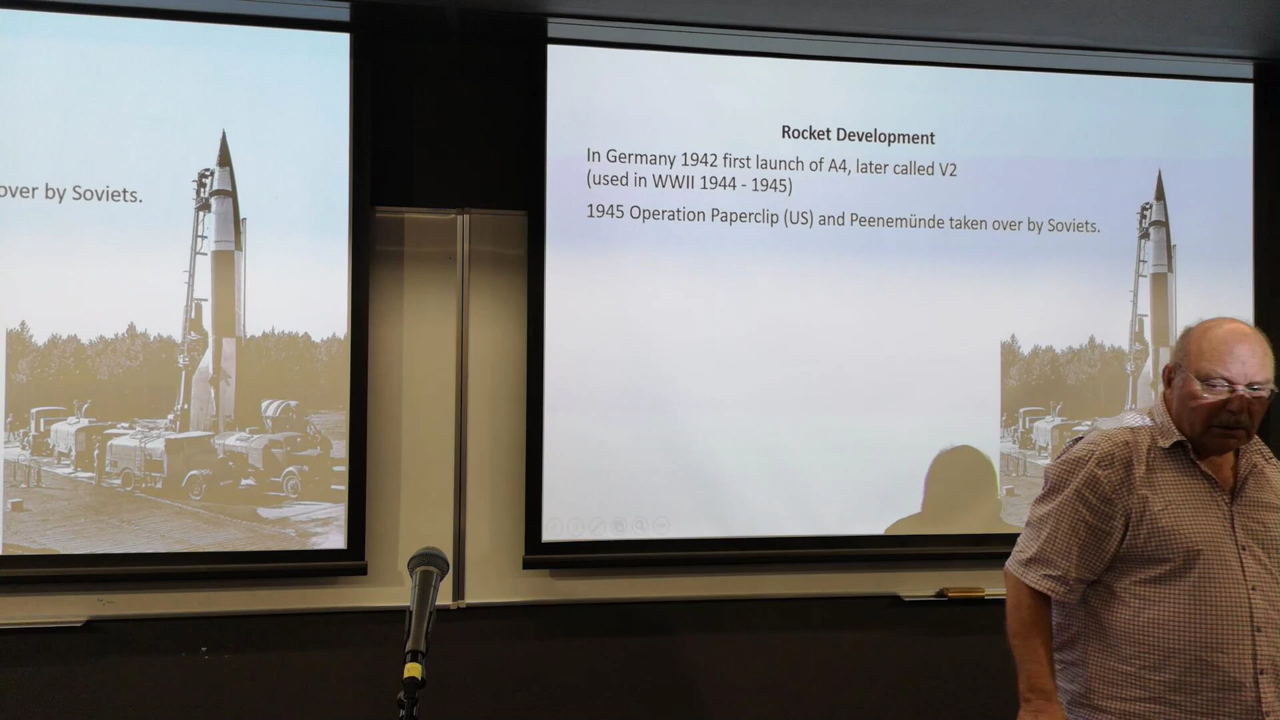 over by Soviets.
Rocket Development
In Germany 1942 first launch of A4, later called V2
(used in WWII 1944 - 1945)
1945 Operation Paperclip (US) and Peenemünde taken over by Soviets.